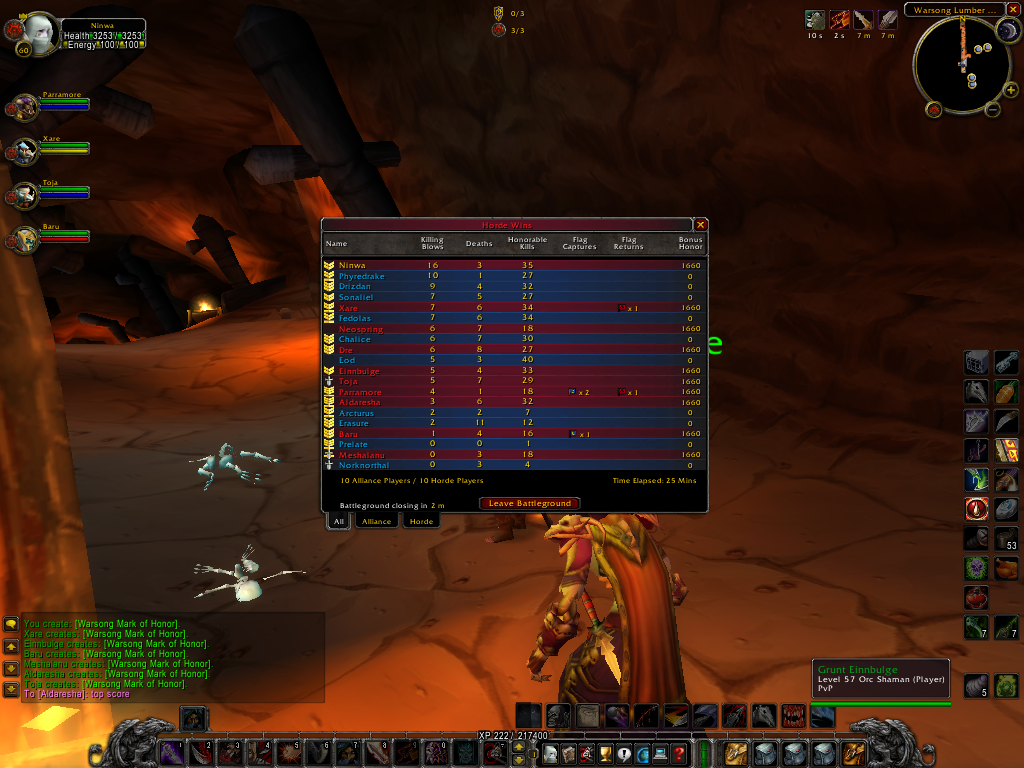 Ninwa
Health 3253 / 3253
Energy 100 / 100
60
0/3
3/3
10 s 2 s 7 m 7 m
Warsong Lumber ...
N
Parramore
Xare
Toja
Baru
Horde Wins
Name Killing Blows Deaths Honorable Kills Flag Captures Flag Returns Bonus Honor
Ninwa 16 3 35 1660
Phyredrake 10 1 27 0
Drizdan 9 4 32 0
Sonaliel 7 5 27 0
Xare 7 6 34 x 1 1660
Fedolas 7 6 34 0
Neospring 6 7 18 1660
Chalice 6 7 30 0
Dre 6 8 27 1660
Eod 5 3 40 0
Einnbulge 5 4 33 1660
Toja 5 7 29 1660
Parramore 4 1 18 x 2 x 1 1660
Aldaresha 3 6 32 1660
Arcturus 2 2 7 0
Erasure 2 11 12 0
Baru 1 4 16 x 1 1660
Prelate 0 0 1 0
Meshalanu 0 3 18 1660
Norknorthal 0 3 4 0
10 Alliance Players / 10 Horde Players Time Elapsed: 25 Mins
Battleground closing in 2 m Leave Battleground
All Alliance Horde
e
53
7 7
5
You create: [Warsong Mark of Honor].
Xare creates: [Warsong Mark of Honor].
Einnbulge creates: [Warsong Mark of Honor].
Baru creates: [Warsong Mark of Honor].
Meshalanu creates: [Warsong Mark of Honor].
Aldaresha creates: [Warsong Mark of Honor].
Toja creates: [Warsong Mark of Honor].
To [Aldaresha]: top score
Grunt Einnbulge
Level 57 Orc Shaman (Player)
PvP
XP 222 / 217400